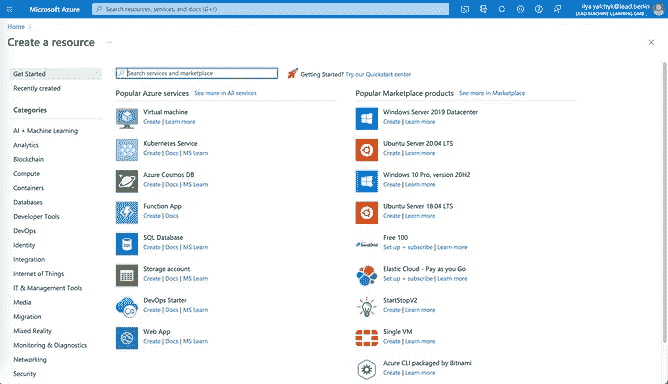 Microsoft Azure
Search resources, services, and docs (G+/)
Home
Create a resource
Get Started
Recently created
Categories
AI + Machine Learning
Analytics
Blockchain
Compute
Containers
Databases
Developer Tools
DevOps
Identity
Integration
Internet of Things
IT & Management Tools
Media
Migration
Mixed Reality
Monitoring & Diagnostics
Networking
Security
Search services and marketplace
Getting Started? Try our Quickstart center
Popular Azure services See more in All services
Virtual machine
Create | Learn more
Kubernetes Service
Create | Docs | MS Learn
Azure Cosmos DB
Create | Docs | MS Learn
Function App
Create | Docs
SQL Database
Create | Docs | MS Learn
Storage account
Create | Docs | MS Learn
DevOps Starter
Create | Docs | MS Learn
Web App
Create | Docs | MS Learn
Popular Marketplace products See more in Marketplace
Windows Server 2019 Datacenter
Create | Learn more
Ubuntu Server 20.04 LTS
Create | Learn more
Windows 10 Pro, version 20H2
Create | Learn more
Ubuntu Server 18.04 LTS
Create | Learn more
Free 100
Set up + subscribe | Learn more
Elastic Cloud - Pay as you Go
Set up + subscribe | Learn more
StartStopV2
Create | Learn more
Single VM
Create | Learn more
Azure CLI packaged by Bitnami
Create | Learn more